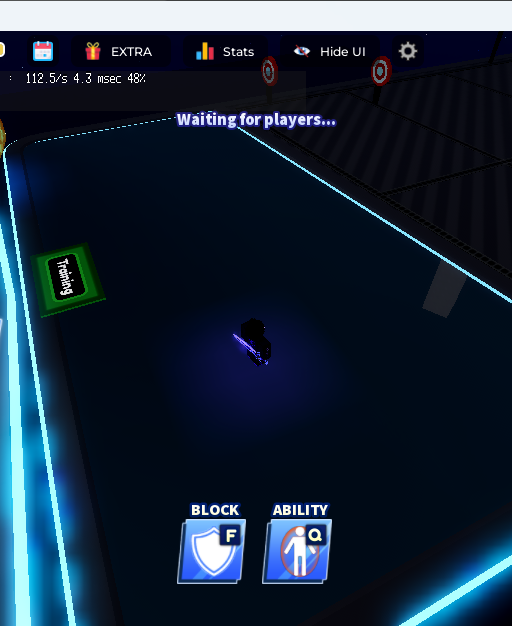 EXTRA Stats Hide UI
: 112.5/s 4.3 msec 48%
Waiting for players...
Training
BLOCK ABILITY
F Q